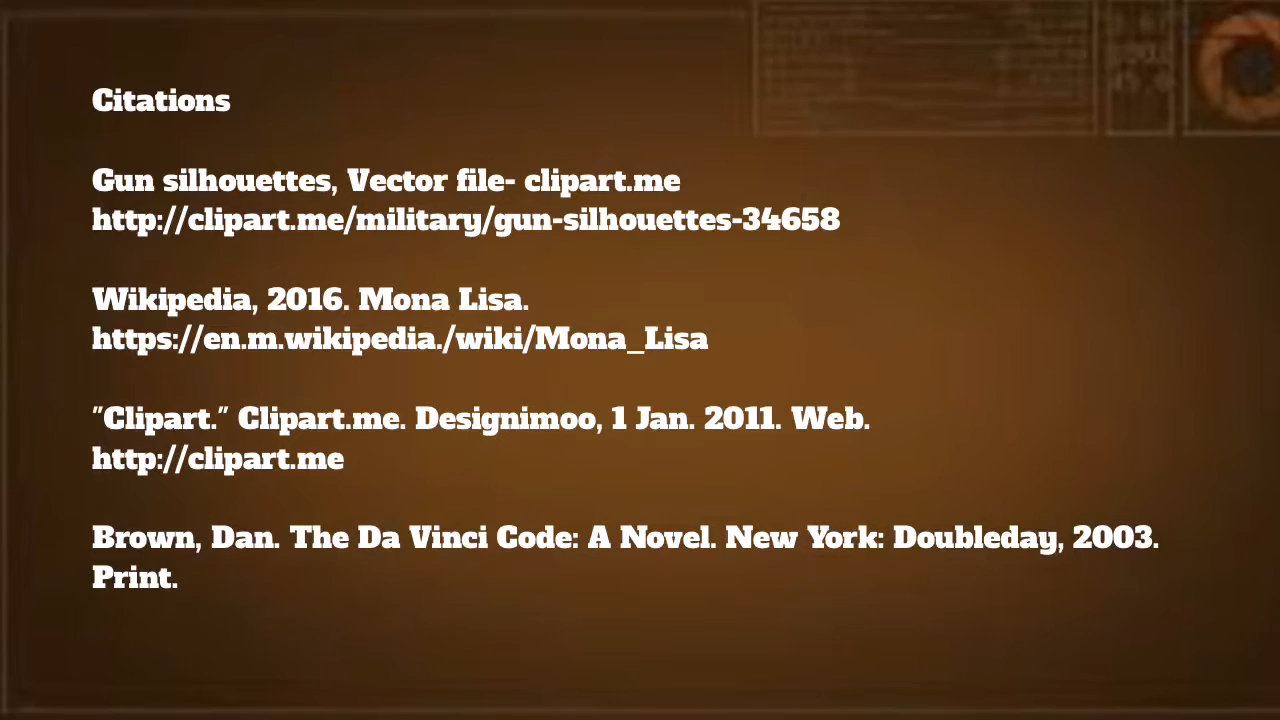 Citations
Gun silhouettes, Vector file- clipart.me
http://clipart.me/military/gun-silhouettes-34658
Wikipedia, 2016. Mona Lisa.
https://en.m.wikipedia./wiki/Mona_Lisa
"Clipart." Clipart.me. Designimoo, 1 Jan. 2011. Web.
http://clipart.me
Brown, Dan. The Da Vinci Code: A Novel. New York: Doubleday, 2003.
Print.